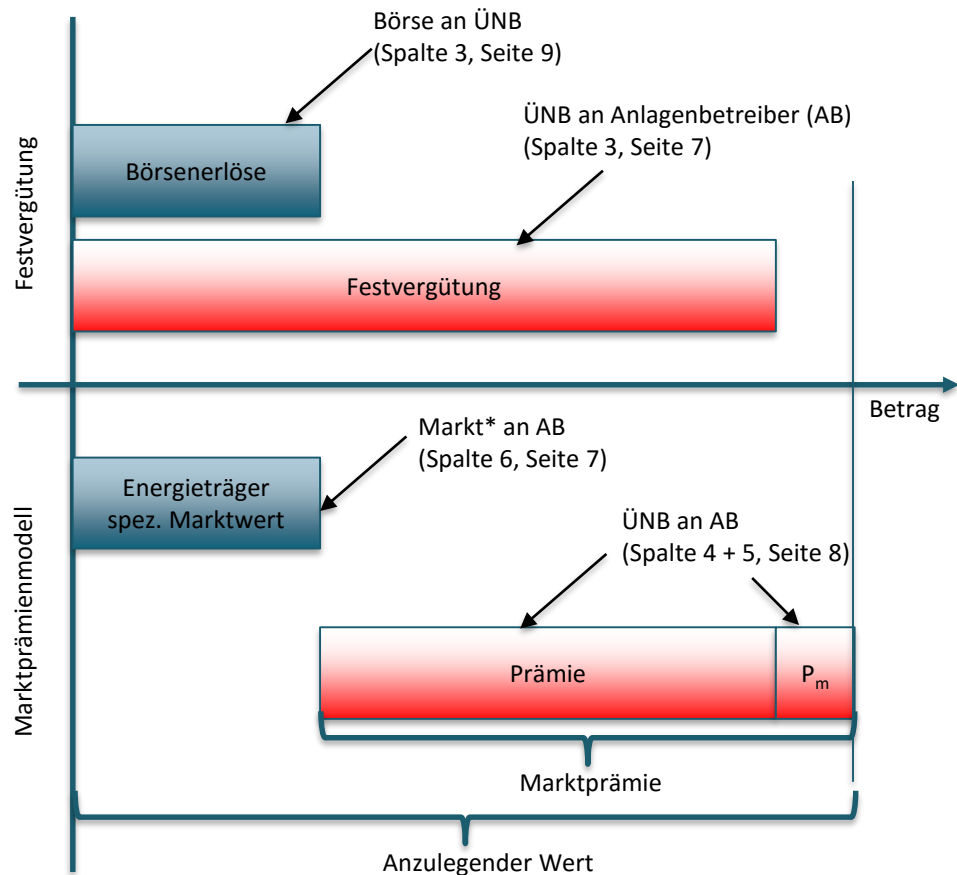 Börse an ÜNB
(Spalte 3, Seite 9)
ÜNB an Anlagenbetreiber (AB)
(Spalte 3, Seite 7)
Festvergütung
Börsenerlöse
Festvergütung
Betrag
Markt* an AB
(Spalte 6, Seite 7)
Marktprämienmodell
Energieträger
spez. Marktwert
ÜNB an AB
(Spalte 4 + 5, Seite 8)
Prämie
Pm
Marktprämie
Anzulegender Wert